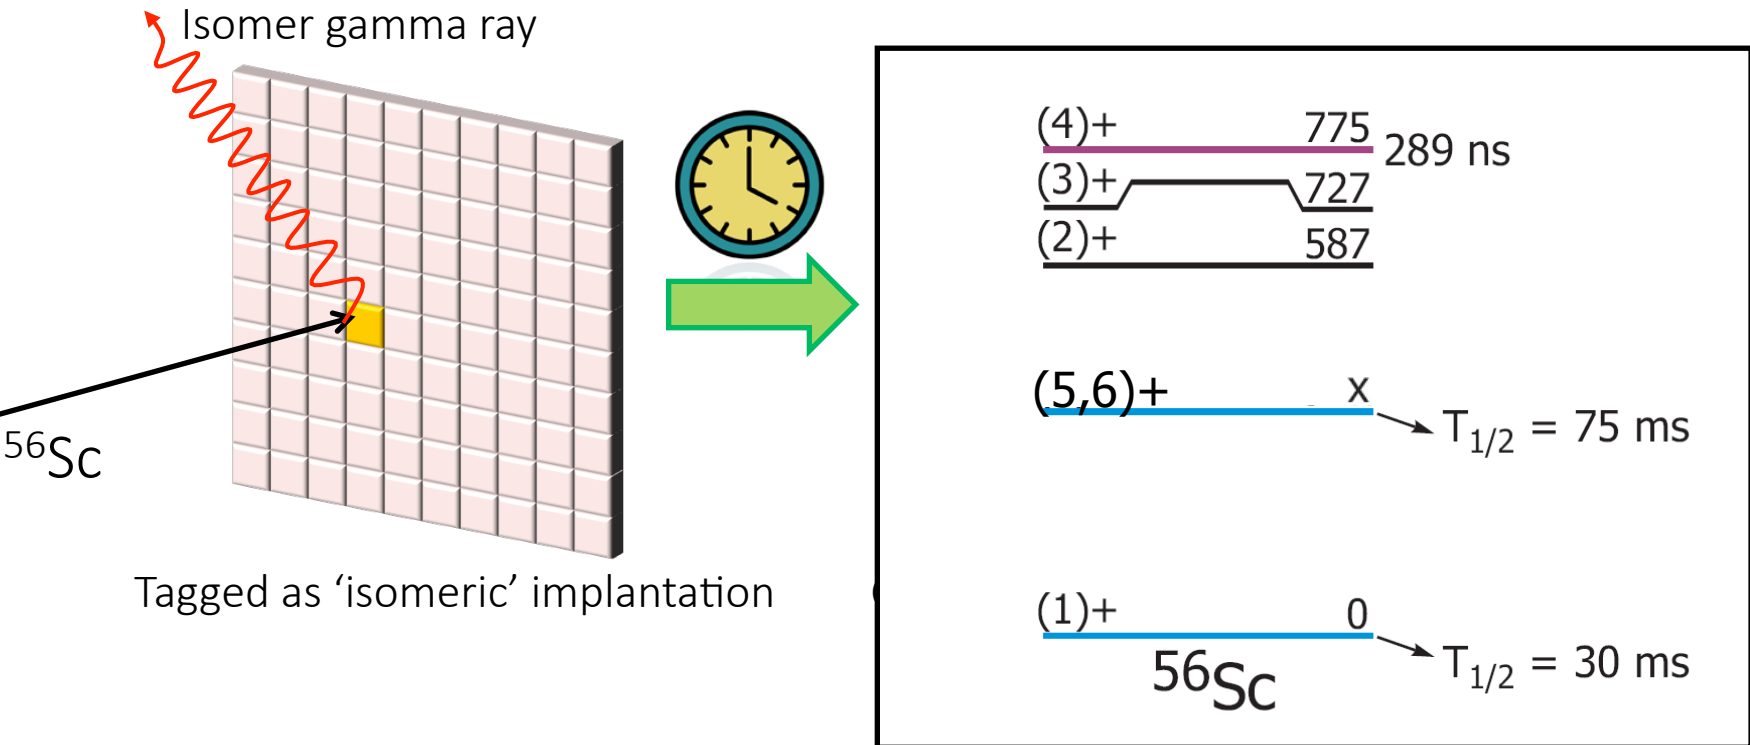 Isomer gamma ray
⁵⁶Sc
Tagged as ‘isomeric’ implantation
(4)+ 775 289 ns
(3)+ 727
(2)+ 587
(5,6)+ x
T₁/₂ = 75 ms
(1)+ 0
T₁/₂ = 30 ms
⁵⁶Sc